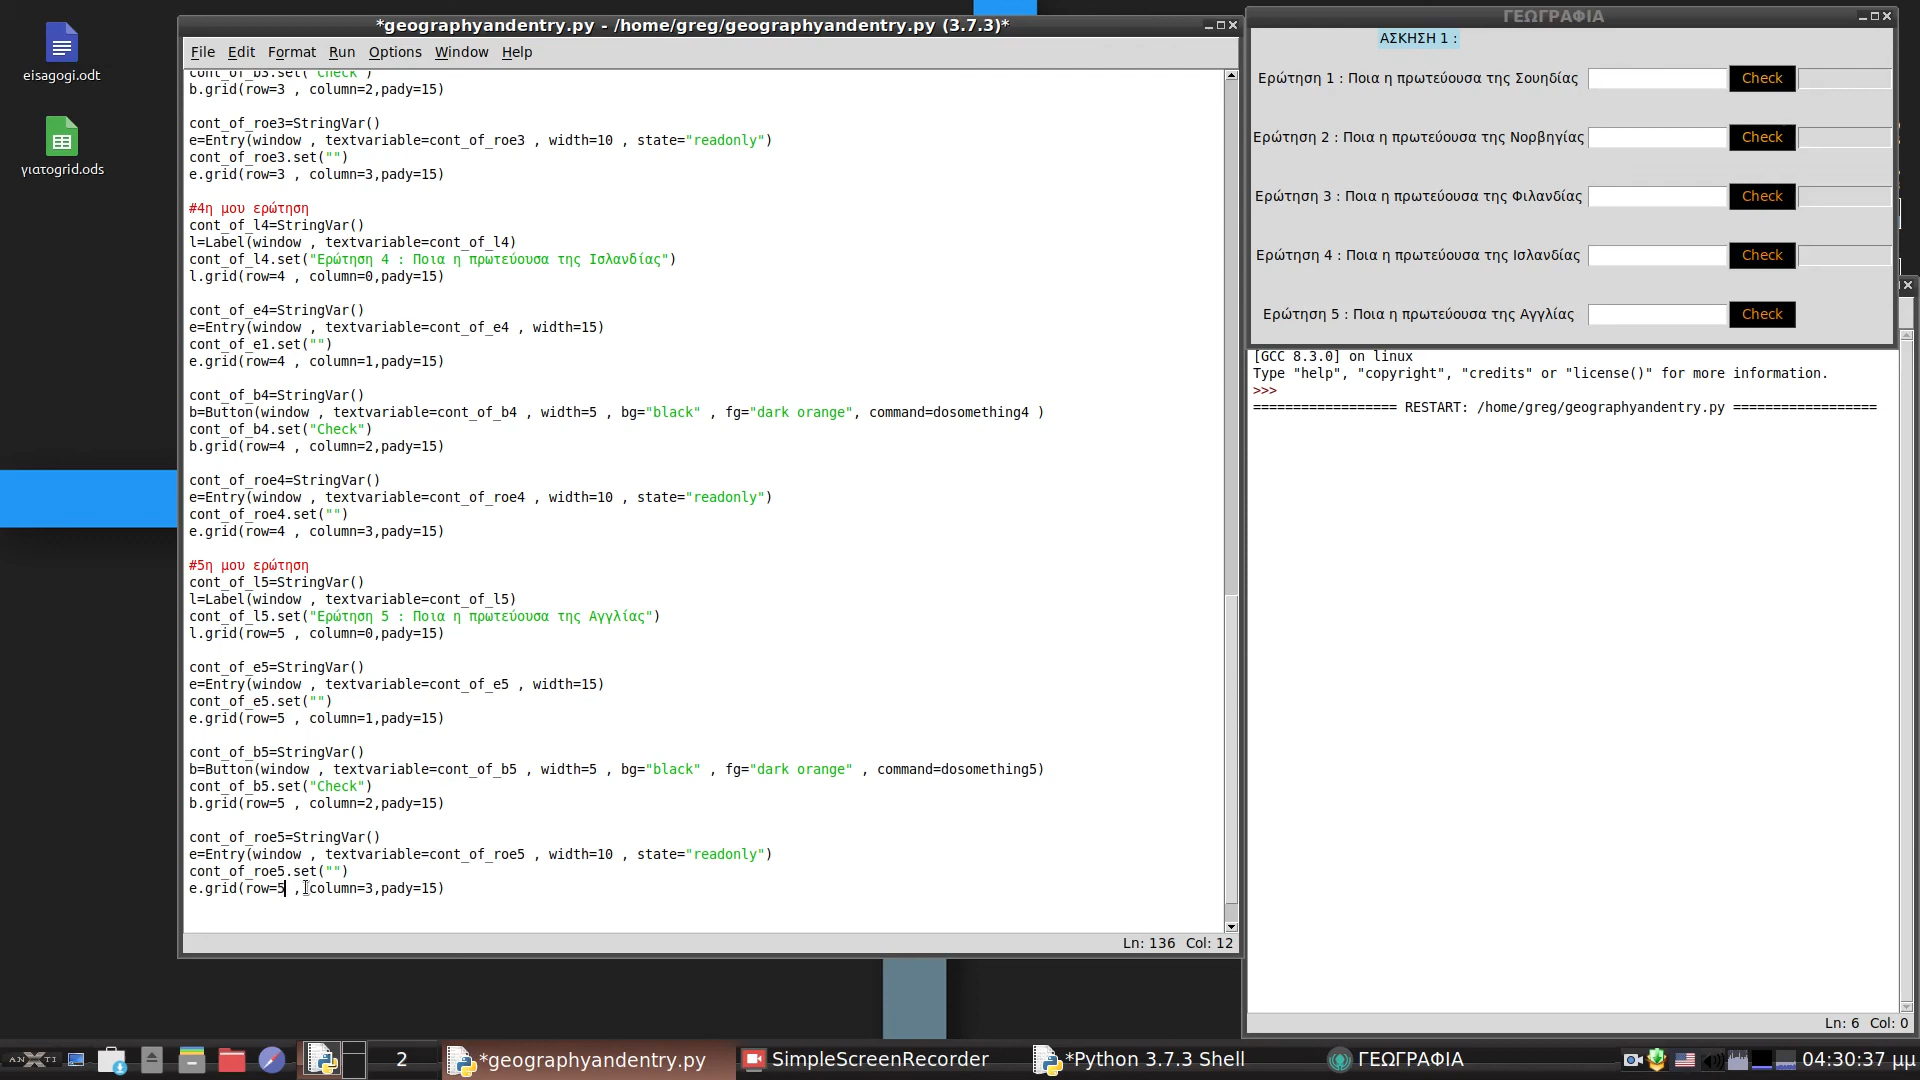 eisagogi.odt
γιατοgrid.ods
*geographyandentry.py - /home/greg/geographyandentry.py (3.7.3)*
File Edit Format Run Options Window Help
cont_of_b3.set("Check")
b.grid(row=3 , column=2,pady=15)
cont_of_roe3=StringVar()
e=Entry(window , textvariable=cont_of_roe3 , width=10 , state="readonly")
cont_of_roe3.set("")
e.grid(row=3 , column=3,pady=15)
#4η μου ερώτηση
cont_of_l4=StringVar()
l=Label(window , textvariable=cont_of_l4)
cont_of_l4.set("Ερώτηση 4 : Ποια η πρωτεύουσα της Ισλανδίας")
l.grid(row=4 , column=0,pady=15)
cont_of_e4=StringVar()
e=Entry(window , textvariable=cont_of_e4 , width=15)
cont_of_e1.set("")
e.grid(row=4 , column=1,pady=15)
cont_of_b4=StringVar()
b=Button(window , textvariable=cont_of_b4 , width=5 , bg="black" , fg="dark orange", command=dosomething4 )
cont_of_b4.set("Check")
b.grid(row=4 , column=2,pady=15)
cont_of_roe4=StringVar()
e=Entry(window , textvariable=cont_of_roe4 , width=10 , state="readonly")
cont_of_roe4.set("")
e.grid(row=4 , column=3,pady=15)
#5η μου ερώτηση
cont_of_l5=StringVar()
l=Label(window , textvariable=cont_of_l5)
cont_of_l5.set("Ερώτηση 5 : Ποια η πρωτεύουσα της Αγγλίας")
l.grid(row=5 , column=0,pady=15)
cont_of_e5=StringVar()
e=Entry(window , textvariable=cont_of_e5 , width=15)
cont_of_e5.set("")
e.grid(row=5 , column=1,pady=15)
cont_of_b5=StringVar()
b=Button(window , textvariable=cont_of_b5 , width=5 , bg="black" , fg="dark orange" , command=dosomething5)
cont_of_b5.set("Check")
b.grid(row=5 , column=2,pady=15)
cont_of_roe5=StringVar()
e=Entry(window , textvariable=cont_of_roe5 , width=10 , state="readonly")
cont_of_roe5.set("")
e.grid(row=5 , column=3,pady=15)
Ln: 136 Col: 12
ΓΕΩΓΡΑΦΙΑ
ΑΣΚΗΣΗ 1 :
Ερώτηση 1 : Ποια η πρωτεύουσα της Σουηδίας Check
Ερώτηση 2 : Ποια η πρωτεύουσα της Νορβηγίας Check
Ερώτηση 3 : Ποια η πρωτεύουσα της Φιλανδίας Check
Ερώτηση 4 : Ποια η πρωτεύουσα της Ισλανδίας Check
Ερώτηση 5 : Ποια η πρωτεύουσα της Αγγλίας Check
[GCC 8.3.0] on linux
Type "help", "copyright", "credits" or "license()" for more information.
>>>
================== RESTART: /home/greg/geographyandentry.py ==================
Ln: 6 Col: 0
2 *geographyandentry.py SimpleScreenRecorder *Python 3.7.3 Shell ΓΕΩΓΡΑΦΙΑ 04:30:37 μμ